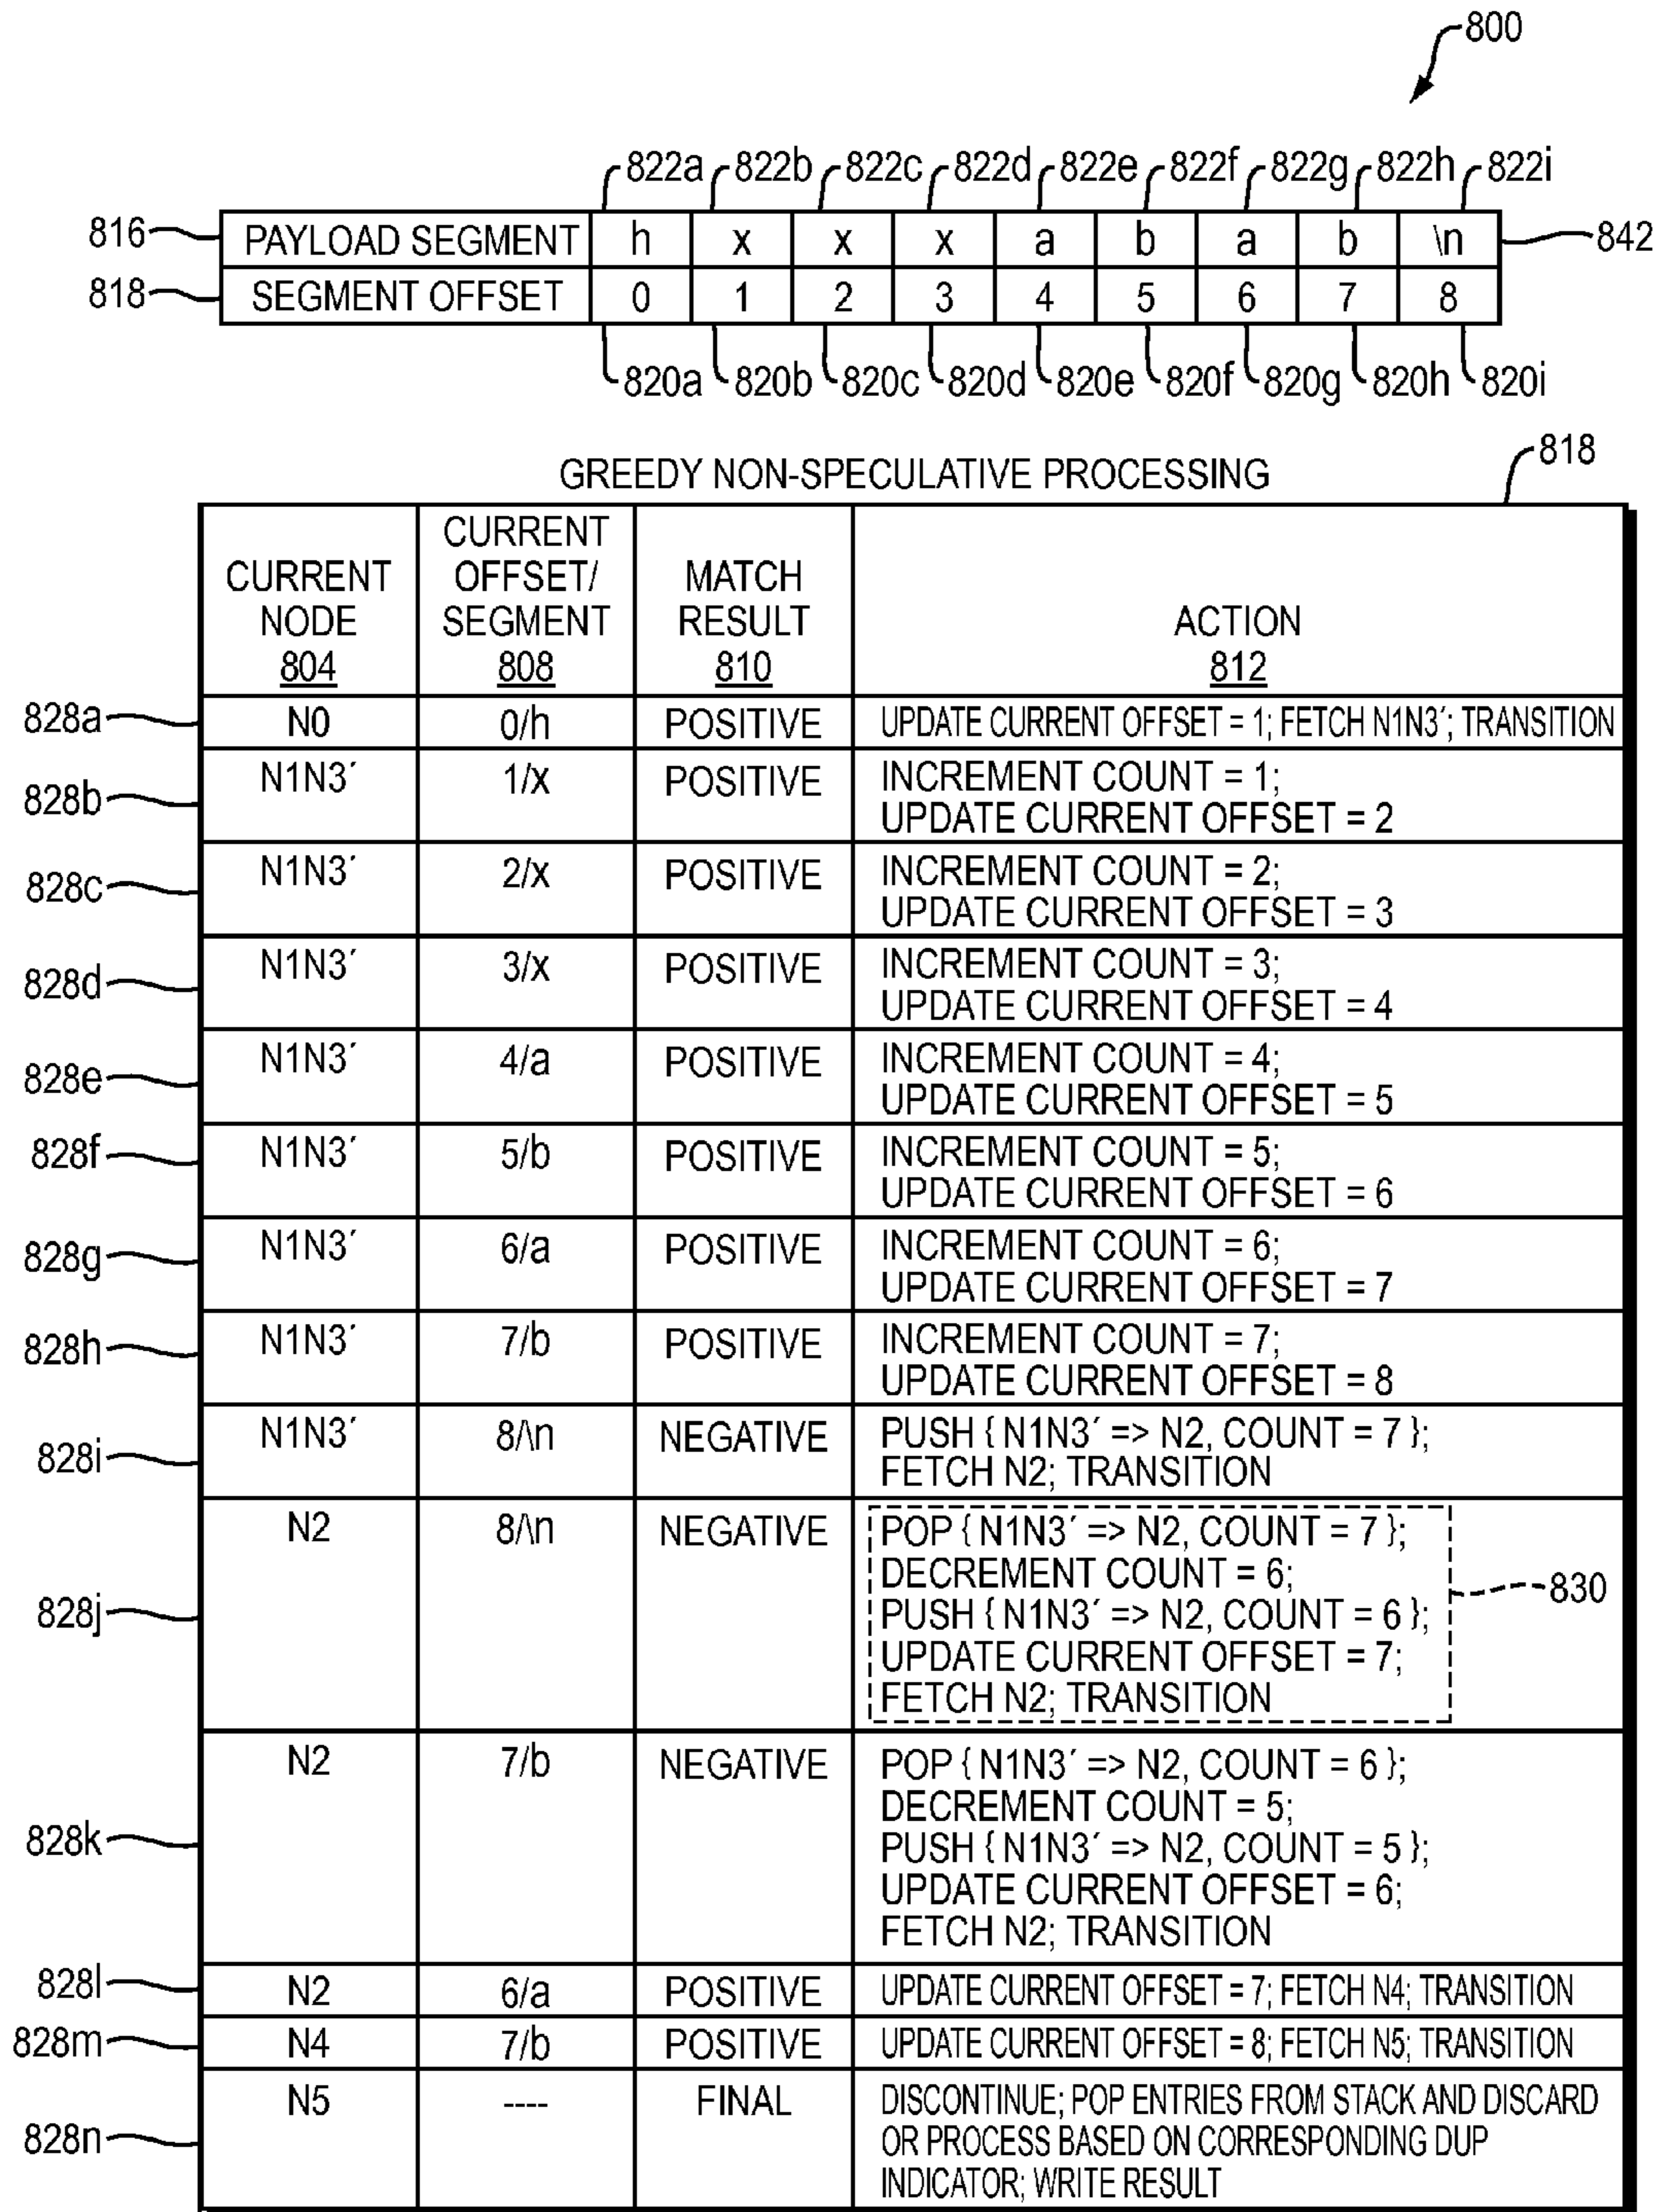 800
822a 822b 822c 822d 822e 822f 822g 822h 822i
816 PAYLOAD SEGMENT h x x x a b a b \n 842
818 SEGMENT OFFSET 0 1 2 3 4 5 6 7 8
820a 820b 820c 820d 820e 820f 820g 820h 820i
GREEDY NON-SPECULATIVE PROCESSING 818
CURRENT NODE 804
CURRENT OFFSET/ SEGMENT 808
MATCH RESULT 810
ACTION 812
828a N0 0/h POSITIVE UPDATE CURRENT OFFSET = 1; FETCH N1N3´; TRANSITION
828b N1N3´ 1/x POSITIVE INCREMENT COUNT = 1;
UPDATE CURRENT OFFSET = 2
828c N1N3´ 2/x POSITIVE INCREMENT COUNT = 2;
UPDATE CURRENT OFFSET = 3
828d N1N3´ 3/x POSITIVE INCREMENT COUNT = 3;
UPDATE CURRENT OFFSET = 4
828e N1N3´ 4/a POSITIVE INCREMENT COUNT = 4;
UPDATE CURRENT OFFSET = 5
828f N1N3´ 5/b POSITIVE INCREMENT COUNT = 5;
UPDATE CURRENT OFFSET = 6
828g N1N3´ 6/a POSITIVE INCREMENT COUNT = 6;
UPDATE CURRENT OFFSET = 7
828h N1N3´ 7/b POSITIVE INCREMENT COUNT = 7;
UPDATE CURRENT OFFSET = 8
828i N1N3´ 8/\n NEGATIVE PUSH { N1N3´ => N2, COUNT = 7 };
FETCH N2; TRANSITION
828j N2 8/\n NEGATIVE POP { N1N3´ => N2, COUNT = 7 };
DECREMENT COUNT = 6; 830
PUSH { N1N3´ => N2, COUNT = 6 };
UPDATE CURRENT OFFSET = 7;
FETCH N2; TRANSITION
828k N2 7/b NEGATIVE POP { N1N3´ => N2, COUNT = 6 };
DECREMENT COUNT = 5;
PUSH { N1N3´ => N2, COUNT = 5 };
UPDATE CURRENT OFFSET = 6;
FETCH N2; TRANSITION
828l N2 6/a POSITIVE UPDATE CURRENT OFFSET = 7; FETCH N4; TRANSITION
828m N4 7/b POSITIVE UPDATE CURRENT OFFSET = 8; FETCH N5; TRANSITION
828n N5 ---- FINAL DISCONTINUE; POP ENTRIES FROM STACK AND DISCARD
OR PROCESS BASED ON CORRESPONDING DUP
INDICATOR; WRITE RESULT